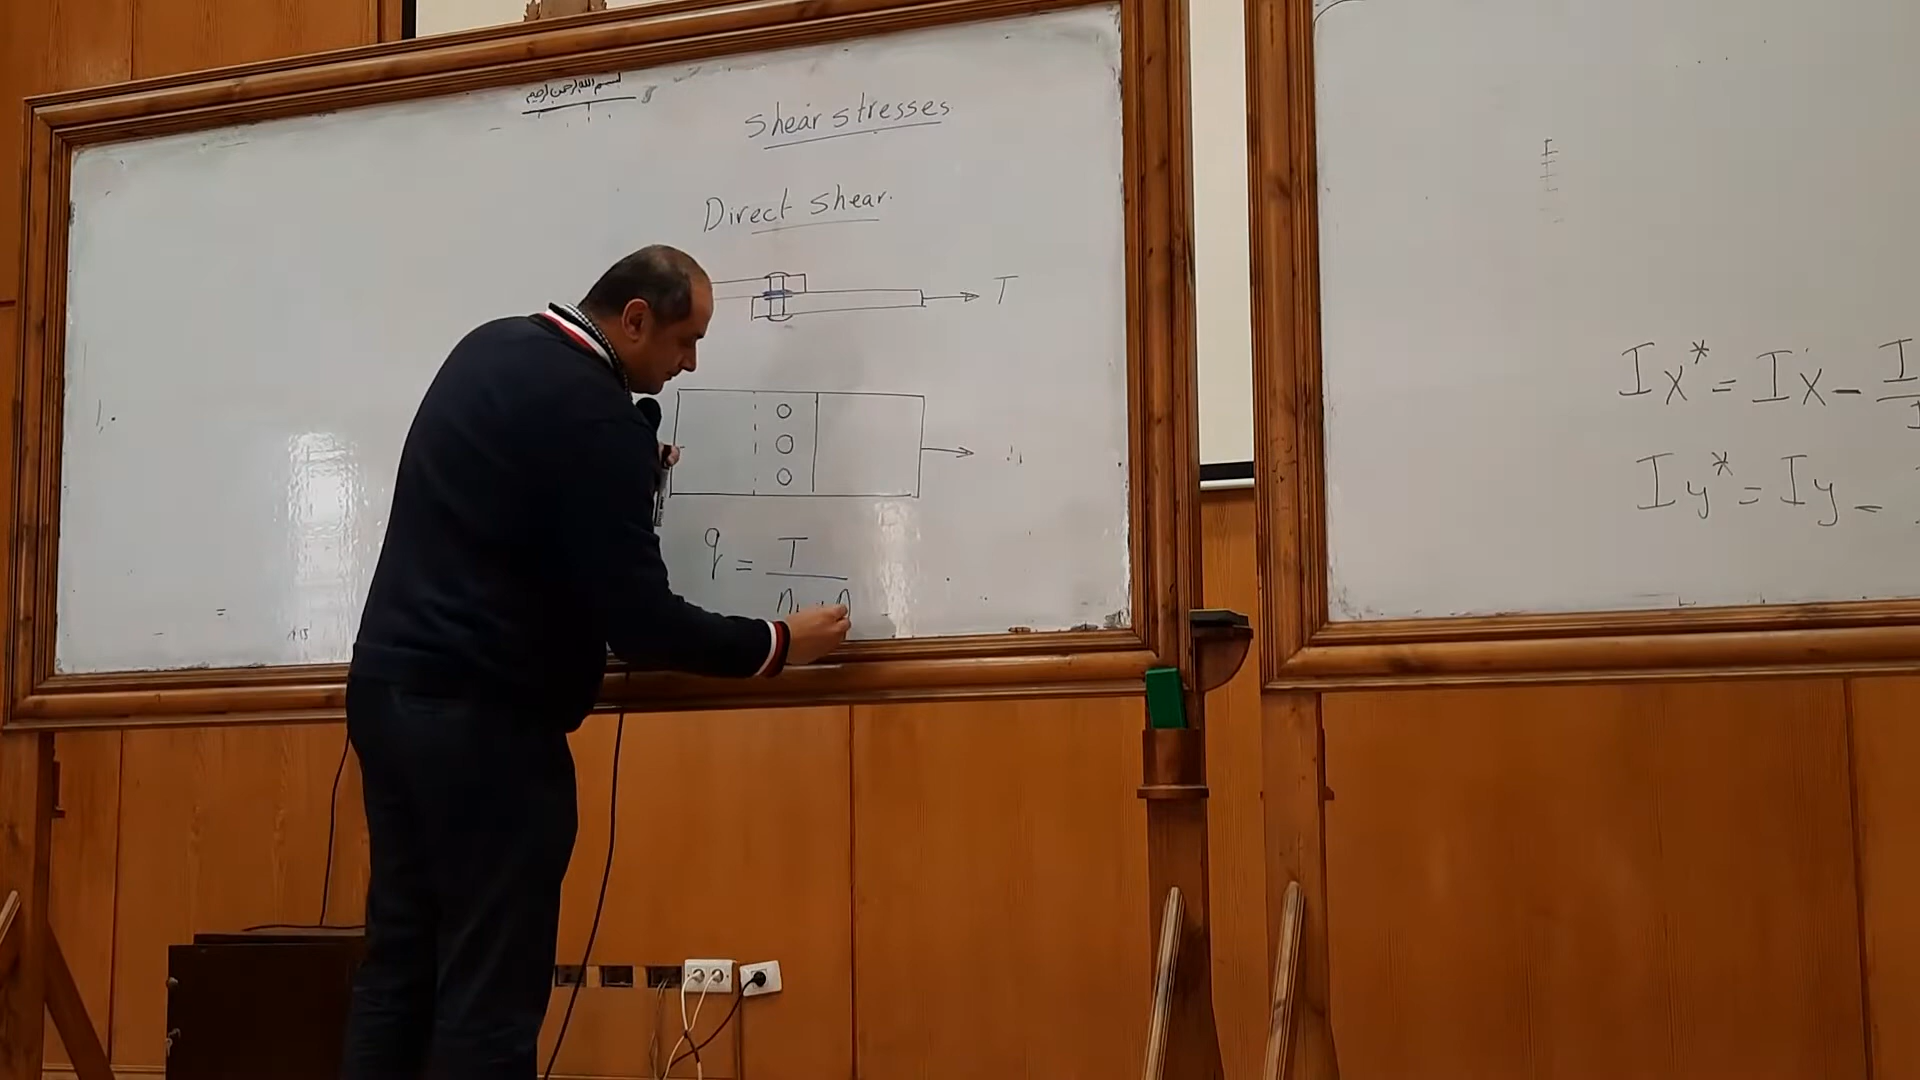 بسم الله الرحمن الرحيم
Shear stresses
Direct Shear.
T
q = T
Ix* = Ix - I
Iy* = Iy -